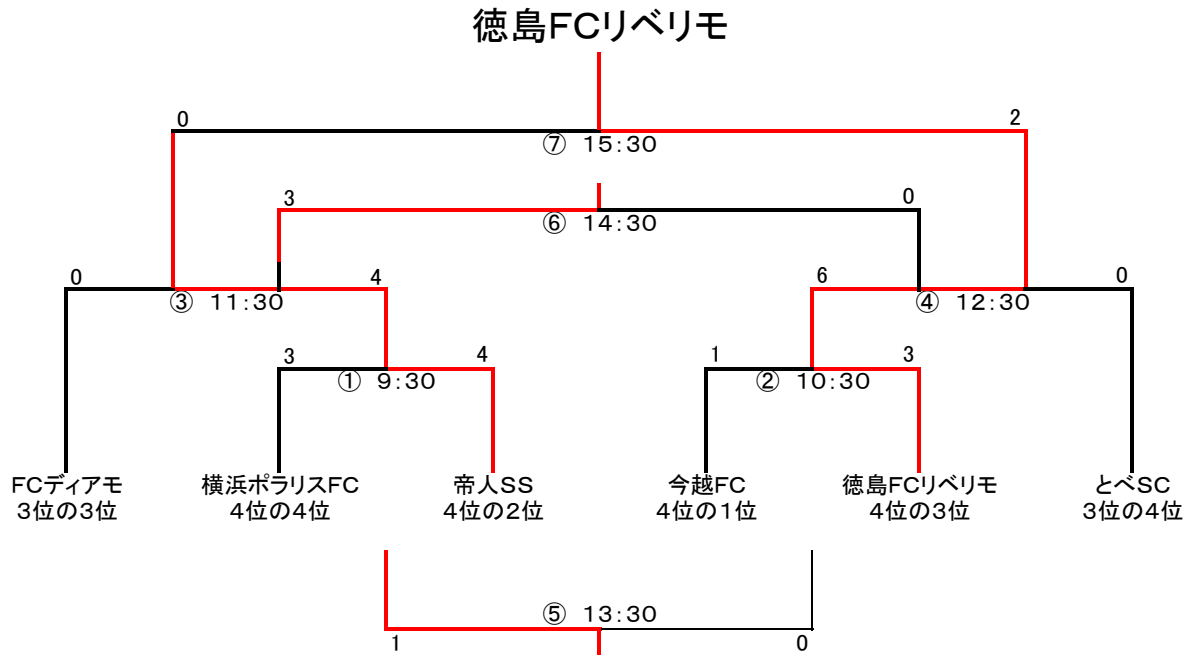 徳島FCリベリモ
0
2
⑦ 15:30
3
0
⑥ 14:30
0
4
6
0
③ 11:30
④ 12:30
3
4
1
3
① 9:30
② 10:30
FCディアモ
3位の3位
横浜ポラリスFC
4位の4位
帝人SS
4位の2位
今越FC
4位の1位
徳島FCリベリモ
4位の3位
とべSC
3位の4位
⑤ 13:30
1
0